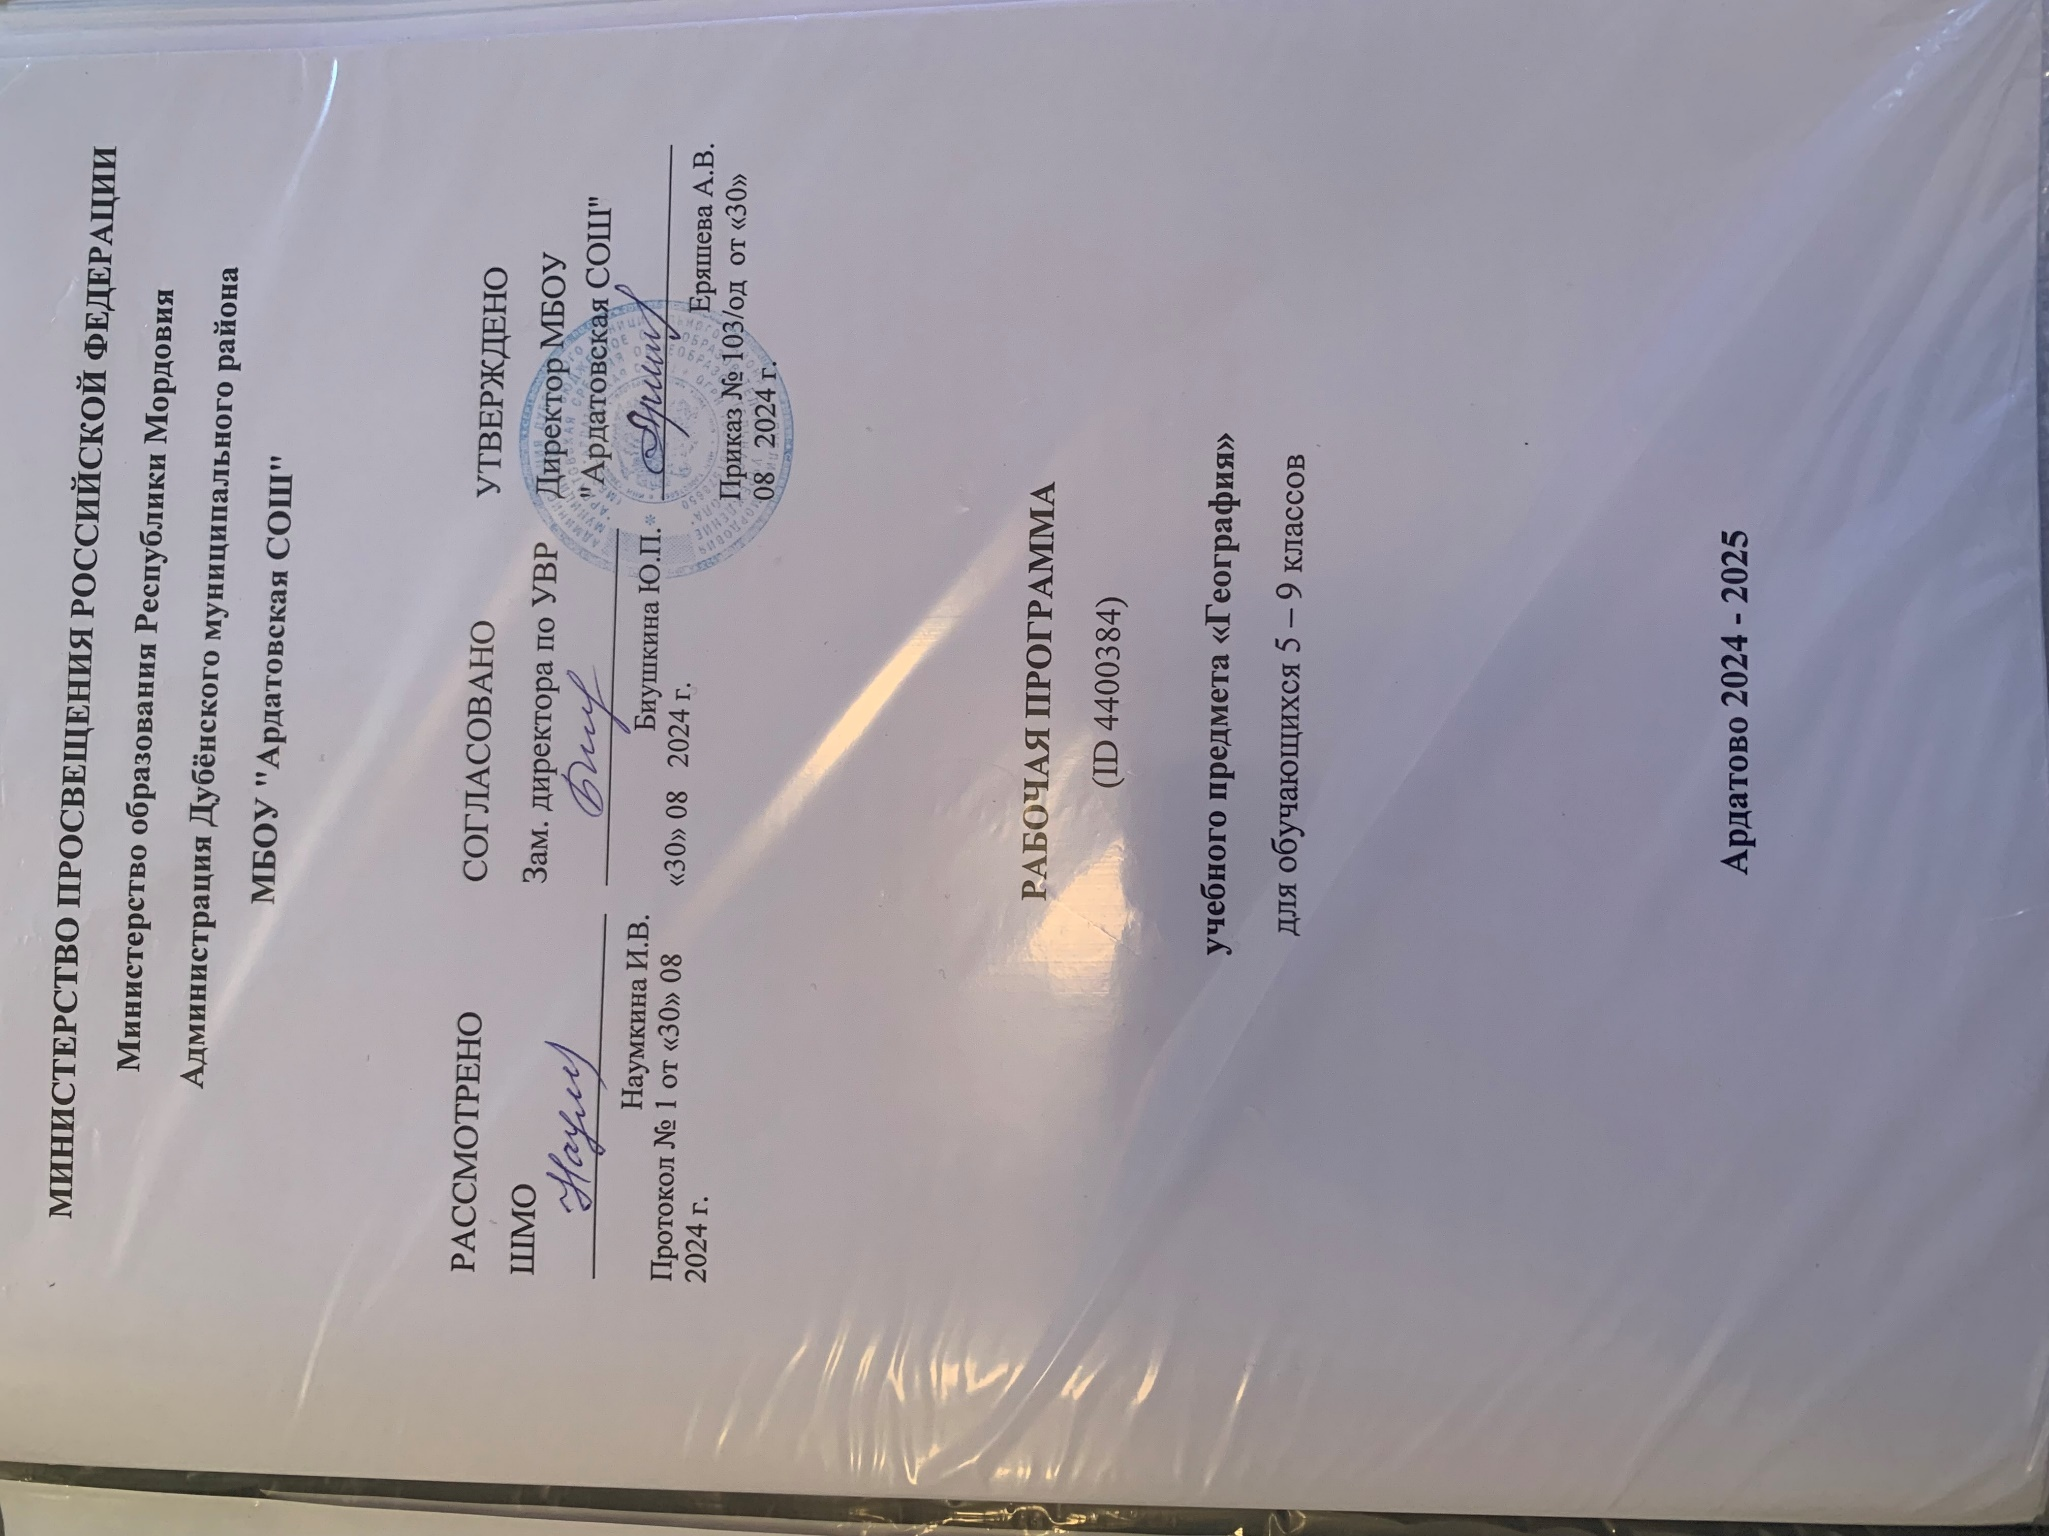 МИНИСТЕРСТВО ПРОСВЕЩЕНИЯ РОССИЙСКОЙ ФЕДЕРАЦИИ
Министерство образования Республики Мордовия
Администрация Дубёнского муниципального района
МБОУ "Ардатовская СОШ"
РАССМОТРЕНО
ШМО
Наумкина И.В.
Протокол № 1 от «30» 08
2024 г.
СОГЛАСОВАНО
Зам. директора по УВР
Биушкина Ю.П.
«30» 08 2024 г.
УТВЕРЖДЕНО
Директор МБОУ
"Ардатовская СОШ"
Еряшева А.В.
Приказ № 103/од от «30»
08 2024 г.
РАБОЧАЯ ПРОГРАММА
(ID 4400384)
учебного предмета «География»
для обучающихся 5 – 9 классов
Ардатово 2024 - 2025